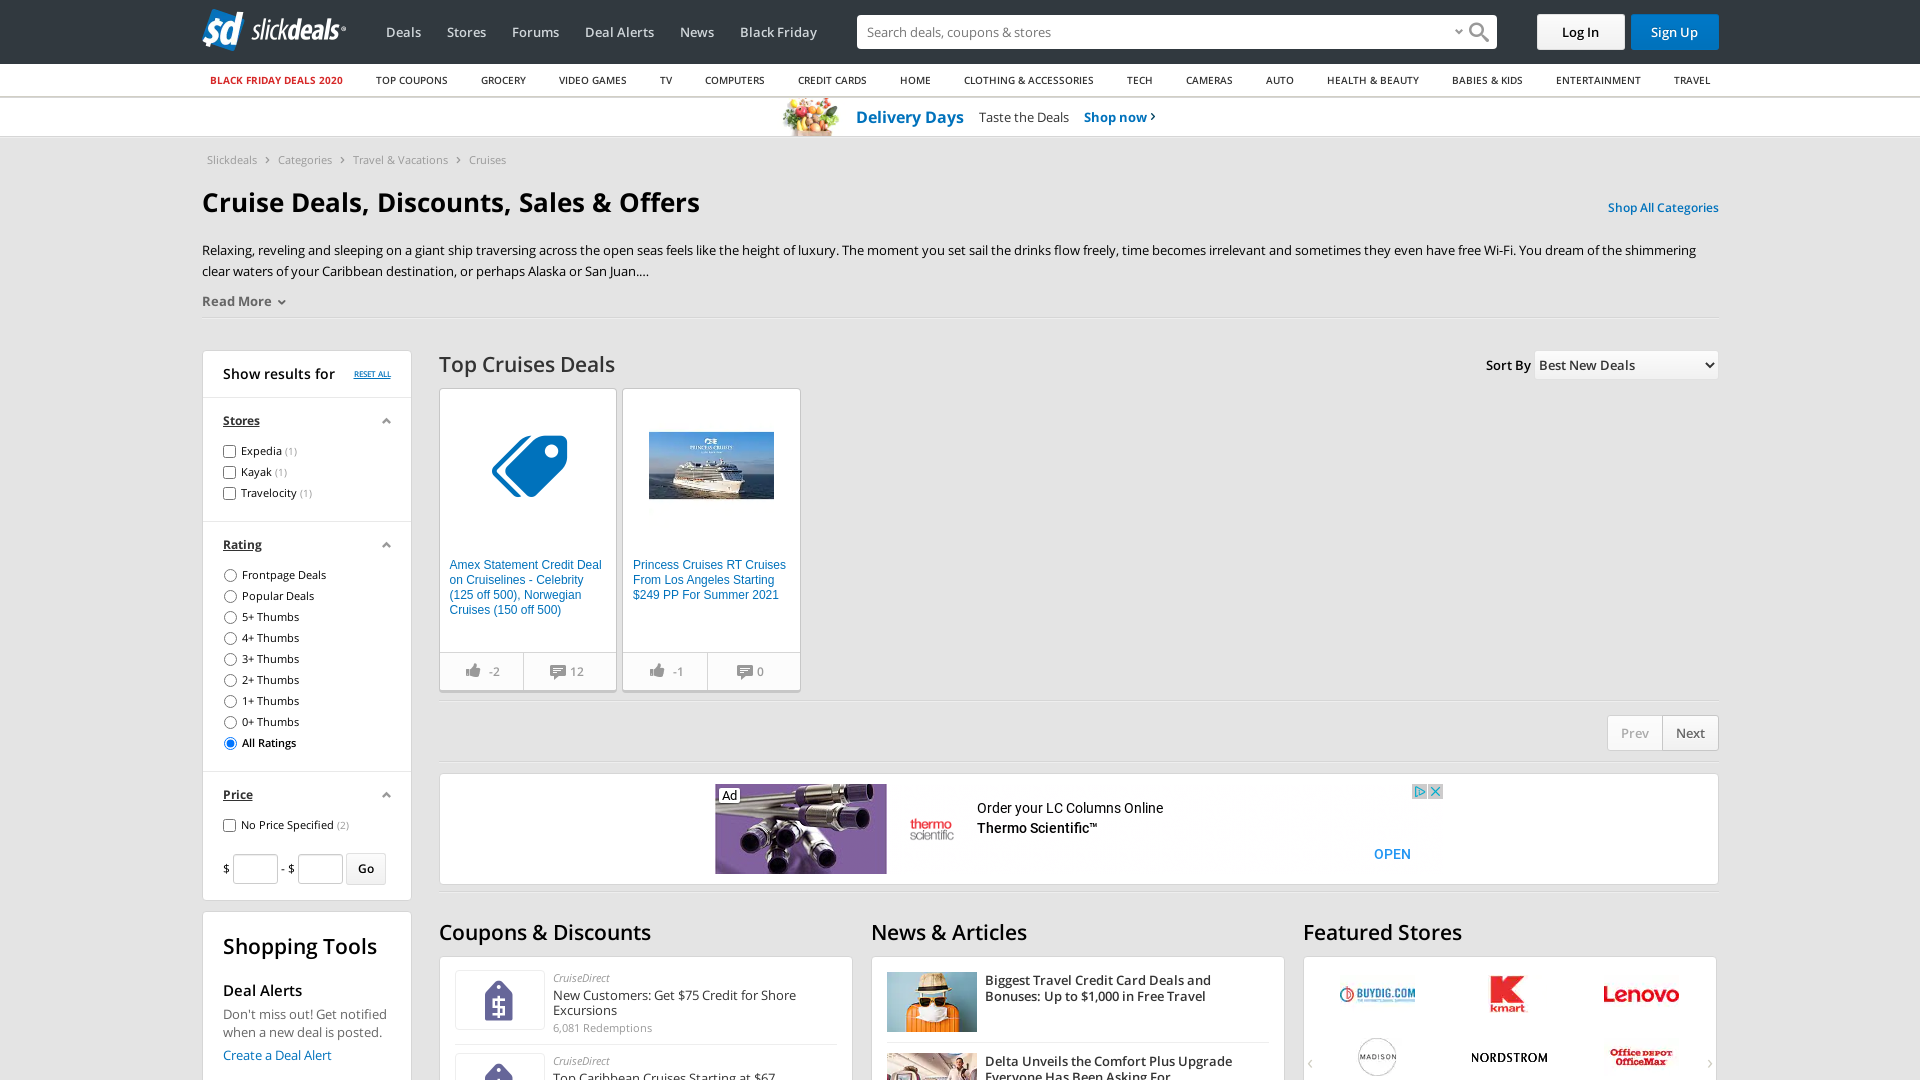 slickdeals
Deals
Stores
Forums
Deal Alerts
News
Black Friday
Search deals, coupons & stores
Log In
Sign Up
BLACK FRIDAY DEALS 2020
TOP COUPONS
GROCERY
VIDEO GAMES
TV
COMPUTERS
CREDIT CARDS
HOME
CLOTHING & ACCESSORIES
TECH
CAMERAS
AUTO
HEALTH & BEAUTY
BABIES & KIDS
ENTERTAINMENT
TRAVEL
Delivery Days Taste the Deals Shop now
Slickdeals › Categories › Travel & Vacations › Cruises
Cruise Deals, Discounts, Sales & Offers
Shop All Categories
Relaxing, reveling and sleeping on a giant ship traversing across the open seas feels like the height of luxury. The moment you set sail the drinks flow freely, time becomes irrelevant and sometimes they even have free Wi-Fi. You dream of the shimmering
clear waters of your Caribbean destination, or perhaps Alaska or San Juan.…
Read More
Show results for
RESET ALL
Stores
Expedia (1)
Kayak (1)
Travelocity (1)
Rating
Frontpage Deals
Popular Deals
5+ Thumbs
4+ Thumbs
3+ Thumbs
2+ Thumbs
1+ Thumbs
0+ Thumbs
All Ratings
Price
No Price Specified (2)
$ - $ Go
Shopping Tools
Deal Alerts
Don't miss out! Get notified
when a new deal is posted.
Create a Deal Alert
Top Cruises Deals
Sort By Best New Deals
Amex Statement Credit Deal
on Cruiselines - Celebrity
(125 off 500), Norwegian
Cruises (150 off 500)
-2
12
PRINCESS CRUISES
Princess Cruises RT Cruises
From Los Angeles Starting
$249 PP For Summer 2021
-1
0
Prev
Next
Ad
thermo
scientific
Order your LC Columns Online
Thermo Scientific™
OPEN
Coupons & Discounts
CruiseDirect
New Customers: Get $75 Credit for Shore
Excursions
6,081 Redemptions
CruiseDirect
Top Caribbean Cruises Starting at $67
News & Articles
Biggest Travel Credit Card Deals and
Bonuses: Up to $1,000 in Free Travel
Delta Unveils the Comfort Plus Upgrade
Everyone Has Been Asking For
Featured Stores
BUYDIG.COM
kmart
Lenovo
MADISON
NORDSTROM
Office DEPOT
OfficeMax